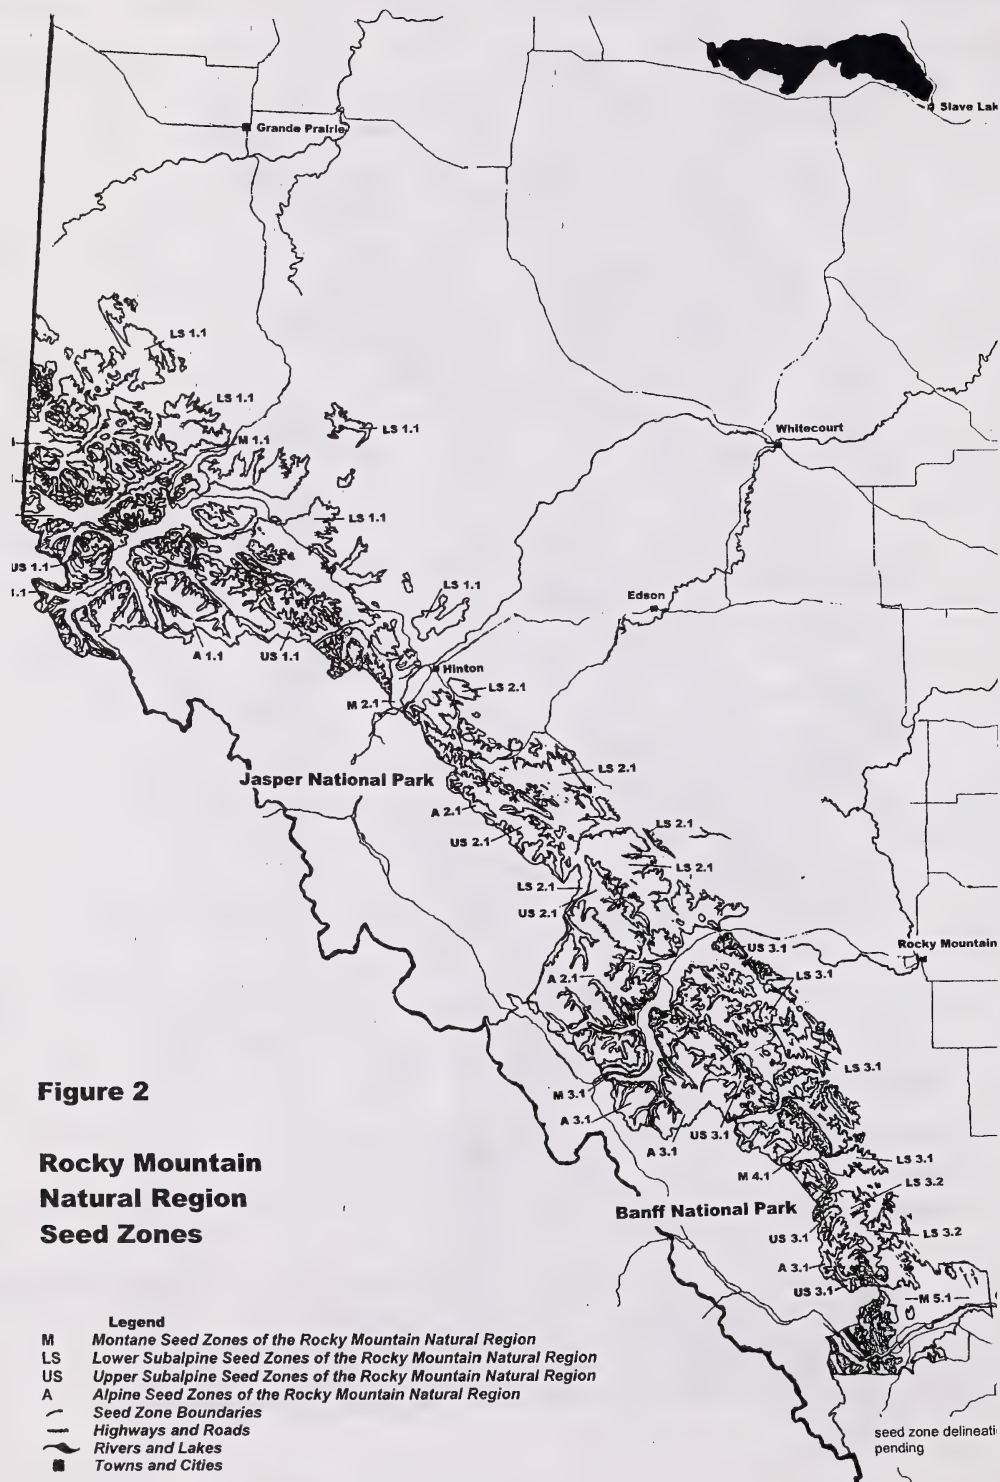 Slave Lak
Grande Prairie
LS 1.1
LS 1.1
LS 1.1
M 1.1
Whitecourt
LS 1.1
US 1.1
LS 1.1
1.1
Edson
A 1.1
US 1.1
Hinton
LS 2.1
M 2.1
LS 2.1
Jasper National Park
A 2.1
LS 2.1
US 2.1
LS 2.1
LS 2.1
US 2.1
US 3.1
Rocky Mountain
A 2.1
LS 3.1
LS 3.1
M 3.1
A 3.1
US 3.1
A 3.1
LS 3.1
M 4.1
LS 3.2
Banff National Park
LS 3.2
US 3.1
A 3.1
US 3.1
M 5.1
Figure 2
Rocky Mountain
Natural Region
Seed Zones
Legend
M Montane Seed Zones of the Rocky Mountain Natural Region
LS Lower Subalpine Seed Zones of the Rocky Mountain Natural Region
US Upper Subalpine Seed Zones of the Rocky Mountain Natural Region
A Alpine Seed Zones of the Rocky Mountain Natural Region
Seed Zone Boundaries
Highways and Roads
Rivers and Lakes
Towns and Cities
seed zone delineati
pending